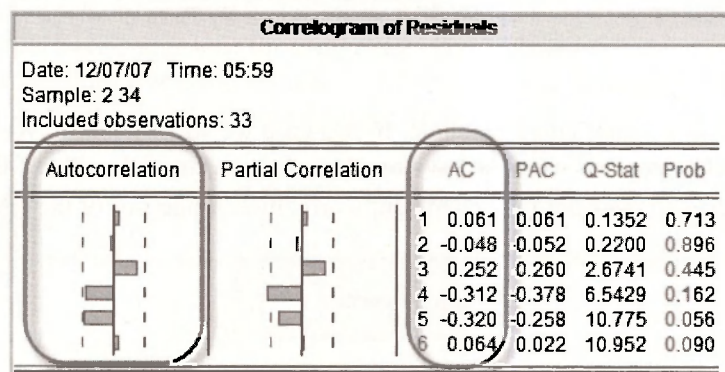 Correlogram of Residuals
Date: 12/07/07 Time: 05:59
Sample: 2 34
Included observations: 33
Autocorrelation Partial Correlation AC PAC Q-Stat Prob
1 0.061 0.061 0.1352 0.713
2 -0.048 -0.052 0.2200 0.896
3 0.252 0.260 2.6741 0.445
4 -0.312 -0.378 6.5429 0.162
5 -0.320 -0.258 10.775 0.056
6 0.064 0.022 10.952 0.090